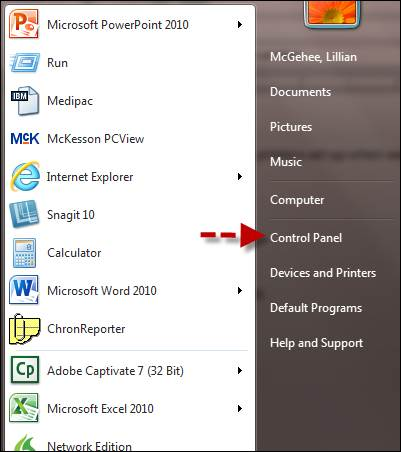 Microsoft PowerPoint 2010
Run
IBM
Medipac
McK
McKesson PCView
Internet Explorer
Snagit 10
Calculator
Microsoft Word 2010
ChronReporter
Cp
Adobe Captivate 7 (32 Bit)
Microsoft Excel 2010
Network Edition
McGehee, Lillian
Documents
Pictures
Music
Computer
Control Panel
Devices and Printers
Default Programs
Help and Support